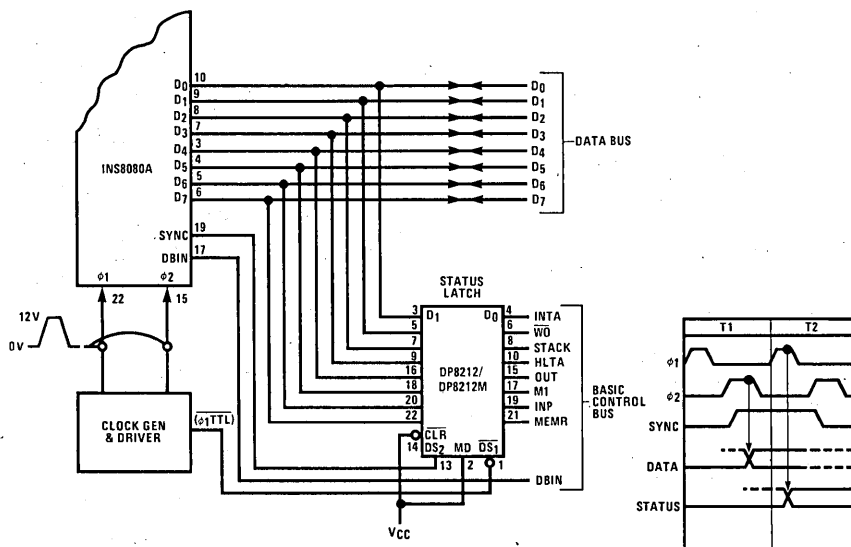 INS8080A
D0 10
D1 9
D2 8
D3 7
D4 3
D5 4
D6 5
D7 6
SYNC 19
DBIN 17
φ1 φ2
22 15
12V
0V
CLOCK GEN
& DRIVER
(φ1TTL)
D0
D1
D2
D3
D4
D5
D6
D7
DATA BUS
STATUS
LATCH
3 D1 D0 4 INTA
5 6 WO
7 8 STACK
9 10 HLTA
16 15 OUT
18 17 M1
20 19 INP
22 21 MEMR
DP8212/
DP8212M
CLR
14 DS2 MD DS1
13 2 1
VCC
DBIN
BASIC
CONTROL
BUS
T1 T2
φ1
φ2
SYNC
DATA
STATUS